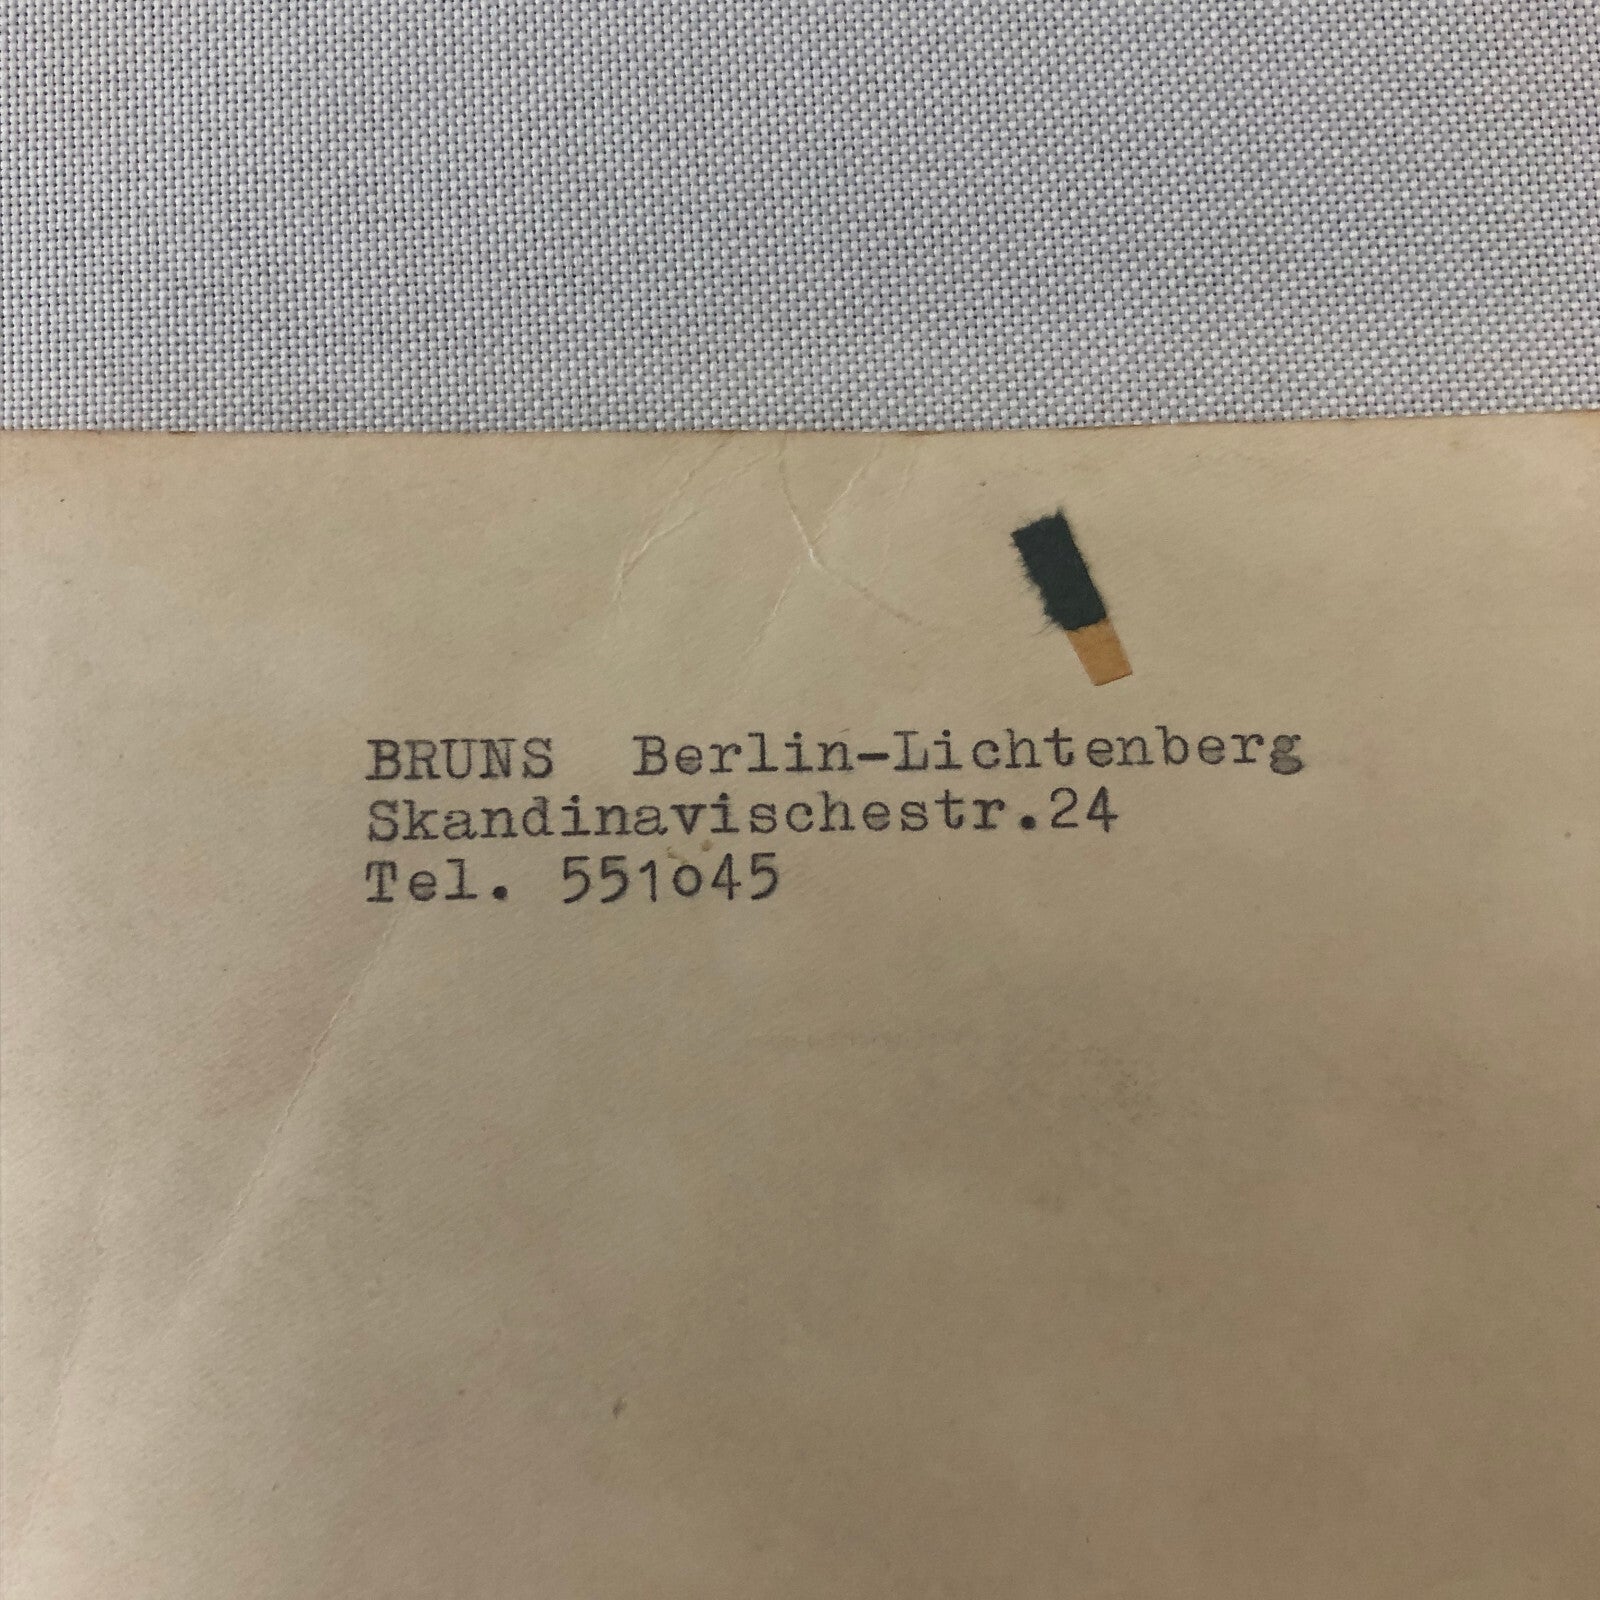 BRUNS Berlin-Lichtenberg
Skandinavischestr.24
Tel. 551o45